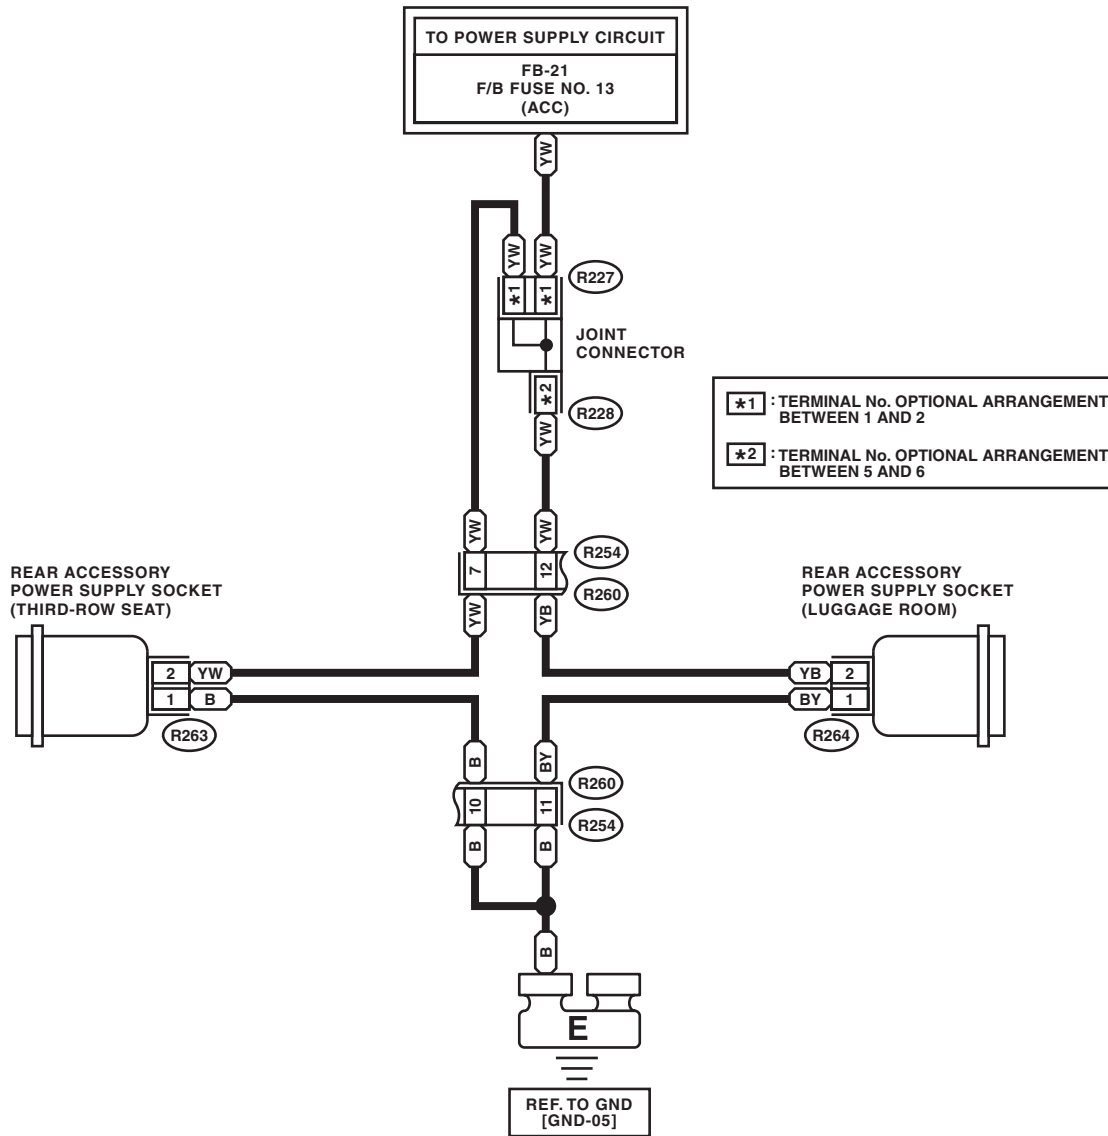 TO POWER SUPPLY CIRCUIT
FB-21
F/B FUSE NO. 13
(ACC)
YW
YW
YW
*1
*1
R227
JOINT
CONNECTOR
*2
R228
YW
*1 : TERMINAL No. OPTIONAL ARRANGEMENT
BETWEEN 1 AND 2
*2 : TERMINAL No. OPTIONAL ARRANGEMENT
BETWEEN 5 AND 6
YW
YW
R254
7
12
R260
YW
YB
REAR ACCESSORY
POWER SUPPLY SOCKET
(THIRD-ROW SEAT)
2 YW
1 B
R263
REAR ACCESSORY
POWER SUPPLY SOCKET
(LUGGAGE ROOM)
YB 2
BY 1
R264
B
BY
R260
10
11
R254
B
B
B
E
REF. TO GND
[GND-05]